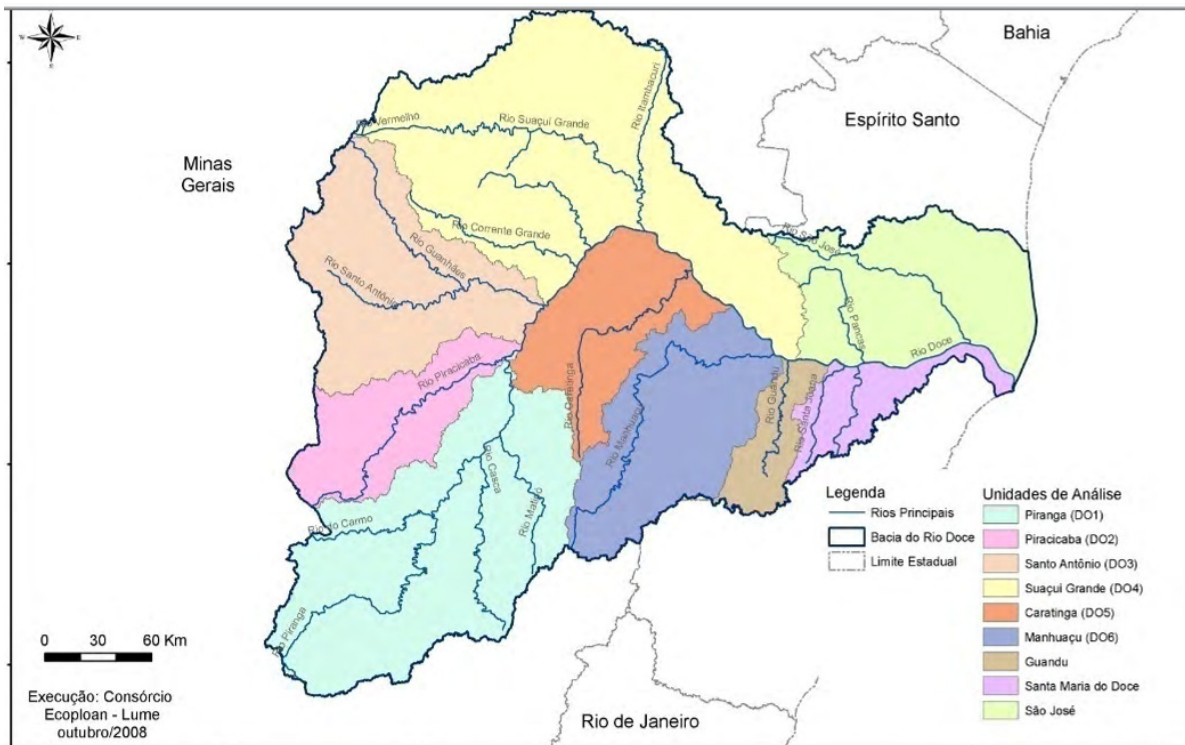 Bahia
Espírito Santo
Minas
Gerais
Rio Vermelho
Rio Suaçui Grande
Rio Itambacuri
Rio Corrente Grande
Rio Guanhães
Rio Santo Antônio
Rio São José
Rio Pancas
Rio Doce
Rio Piracicaba
Rio Caratinga
Rio Manhuaçu
Rio Guandu
Rio Santa Joana
Rio Casca
Rio Matipó
Rio do Carmo
Rio Piranga
W
E
Legenda
Rios Principais
Bacia do Rio Doce
Limite Estadual
Unidades de Análise
Piranga (DO1)
Piracicaba (DO2)
Santo Antônio (DO3)
Suaçui Grande (DO4)
Caratinga (DO5)
Manhuaçu (DO6)
Guandu
Santa Maria do Doce
São José
0 30 60 Km
Execução: Consórcio
Ecoploan - Lume
outubro/2008
Rio de Janeiro